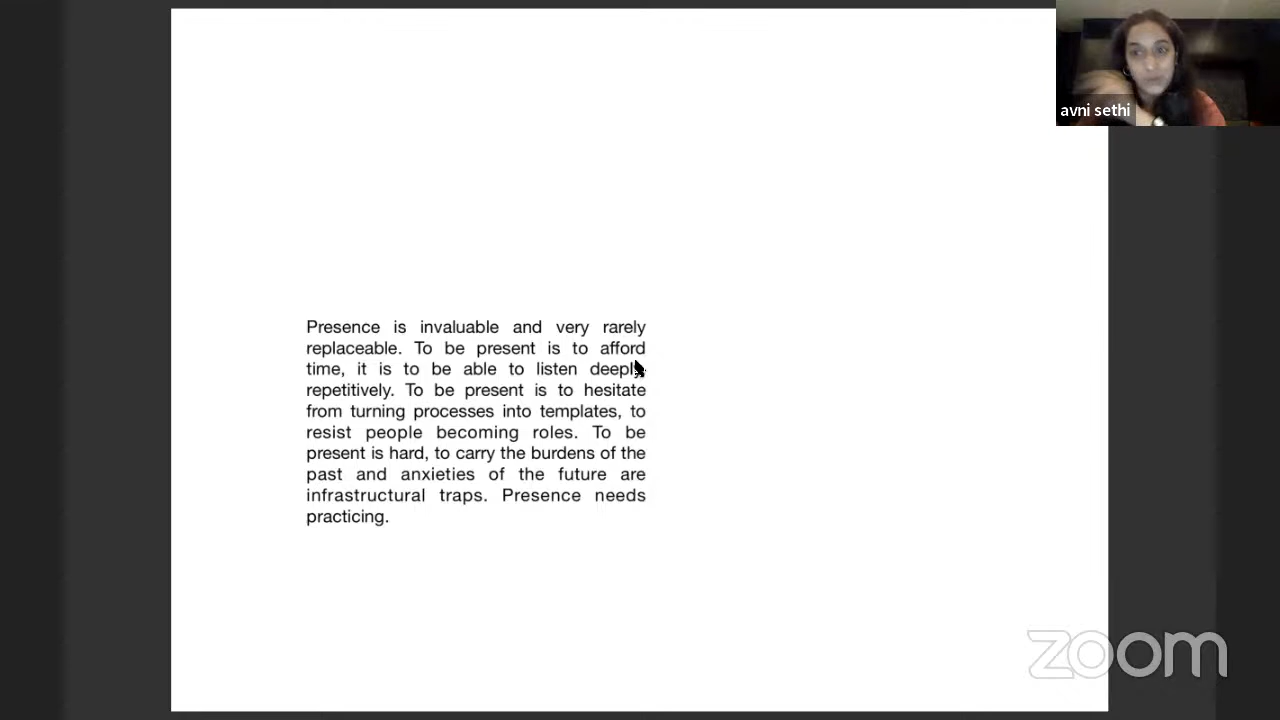 avni sethi
Presence is invaluable and very rarely
replaceable. To be present is to afford
time, it is to be able to listen deeply,
repetitively. To be present is to hesitate
from turning processes into templates, to
resist people becoming roles. To be
present is hard, to carry the burdens of the
past and anxieties of the future are
infrastructural traps. Presence needs
practicing.
zoom